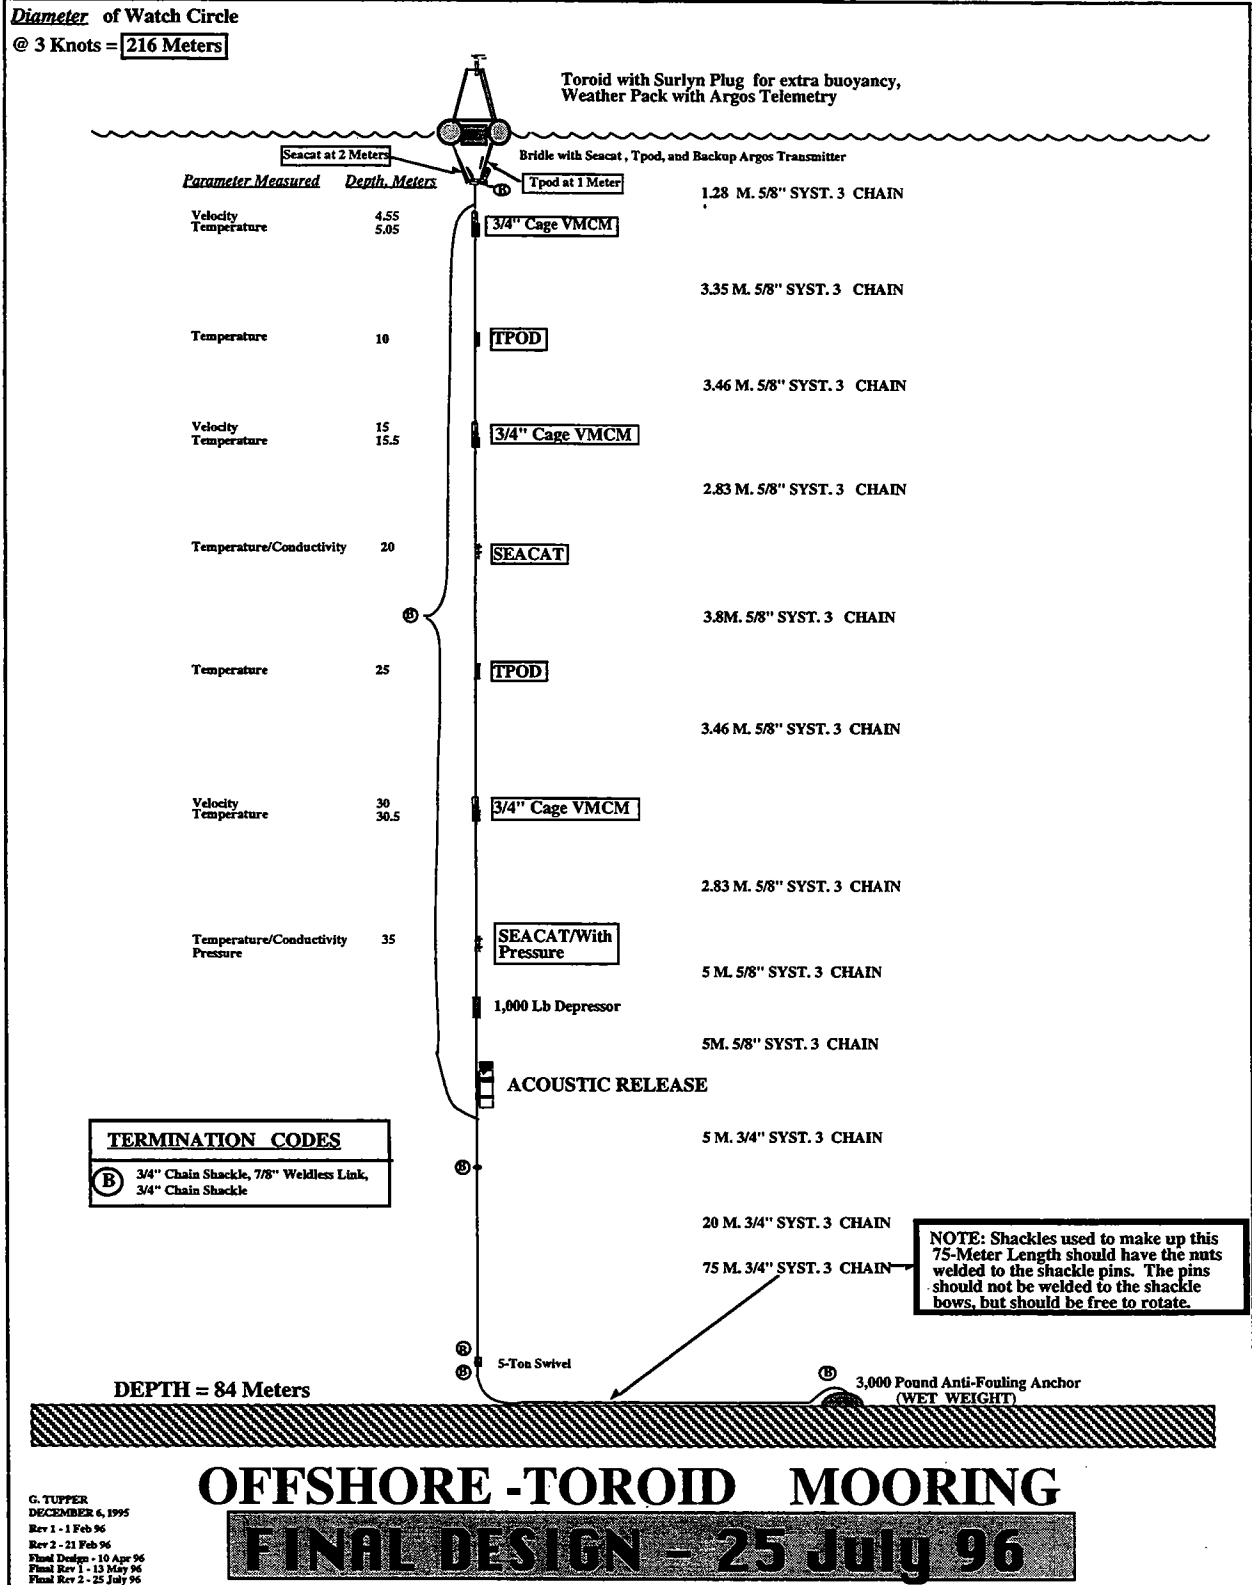 Diameter of Watch Circle
@ 3 Knots = 216 Meters
Toroid with Surlyn Plug for extra buoyancy,
Weather Pack with Argos Telemetry
Seacat at 2 Meters
Bridle with Seacat , Tpod, and Backup Argos Transmitter
Parameter Measured Depth, Meters
Tpod at 1 Meter
B
1.28 M. 5/8" SYST. 3 CHAIN
Velocity 4.55
Temperature 5.05
3/4" Cage VMCM
3.35 M. 5/8" SYST. 3 CHAIN
Temperature 10
TPOD
3.46 M. 5/8" SYST. 3 CHAIN
Velocity 15
Temperature 15.5
3/4" Cage VMCM
2.83 M. 5/8" SYST. 3 CHAIN
Temperature/Conductivity 20
SEACAT
B
3.8M. 5/8" SYST. 3 CHAIN
Temperature 25
TPOD
3.46 M. 5/8" SYST. 3 CHAIN
Velocity 30
Temperature 30.5
3/4" Cage VMCM
2.83 M. 5/8" SYST. 3 CHAIN
Temperature/Conductivity 35
Pressure
SEACAT/With
Pressure
5 M. 5/8" SYST. 3 CHAIN
1,000 Lb Depressor
5M. 5/8" SYST. 3 CHAIN
ACOUSTIC RELEASE
5 M. 3/4" SYST. 3 CHAIN
TERMINATION CODES
B 3/4" Chain Shackle, 7/8" Weldless Link,
3/4" Chain Shackle
B
20 M. 3/4" SYST. 3 CHAIN
75 M. 3/4" SYST. 3 CHAIN
NOTE: Shackles used to make up this
75-Meter Length should have the nuts
welded to the shackle pins. The pins
should not be welded to the shackle
bows, but should be free to rotate.
B
5-Ton Swivel
B
B
3,000 Pound Anti-Fouling Anchor
(WET WEIGHT)
DEPTH = 84 Meters
OFFSHORE -TOROID MOORING
FINAL DESIGN - 25 July 96
G. TUPPER
DECEMBER 6, 1995
Rev 1 - 1 Feb 96
Rev 2 - 21 Feb 96
Final Design - 10 Apr 96
Final Rev 1 - 13 May 96
Final Rev 2 - 25 July 96